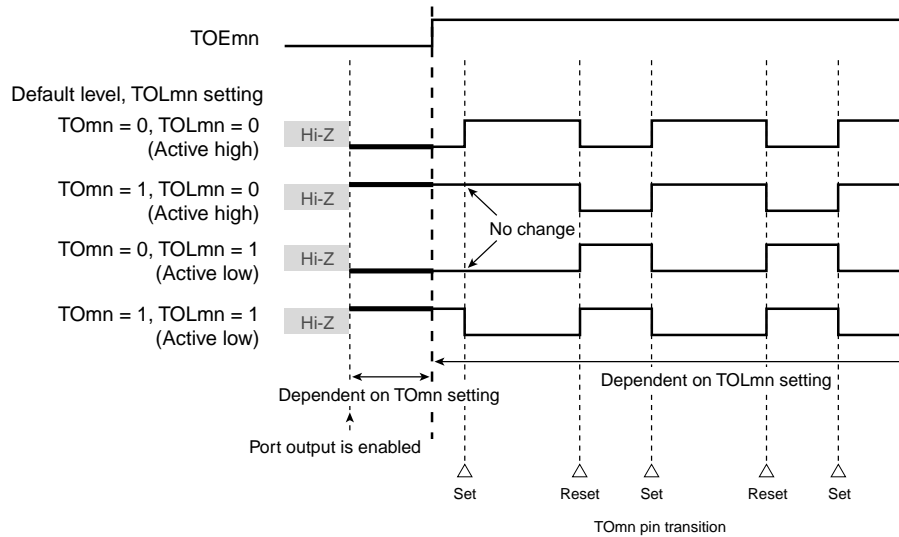 TOEmn
Default level, TOLmn setting
TOmn = 0, TOLmn = 0
(Active high)
Hi-Z
TOmn = 1, TOLmn = 0
(Active high)
Hi-Z
No change
TOmn = 0, TOLmn = 1
(Active low)
Hi-Z
TOmn = 1, TOLmn = 1
(Active low)
Hi-Z
Dependent on TOmn setting
Dependent on TOLmn setting
Port output is enabled
Set
Reset
Set
Reset
Set
TOmn pin transition